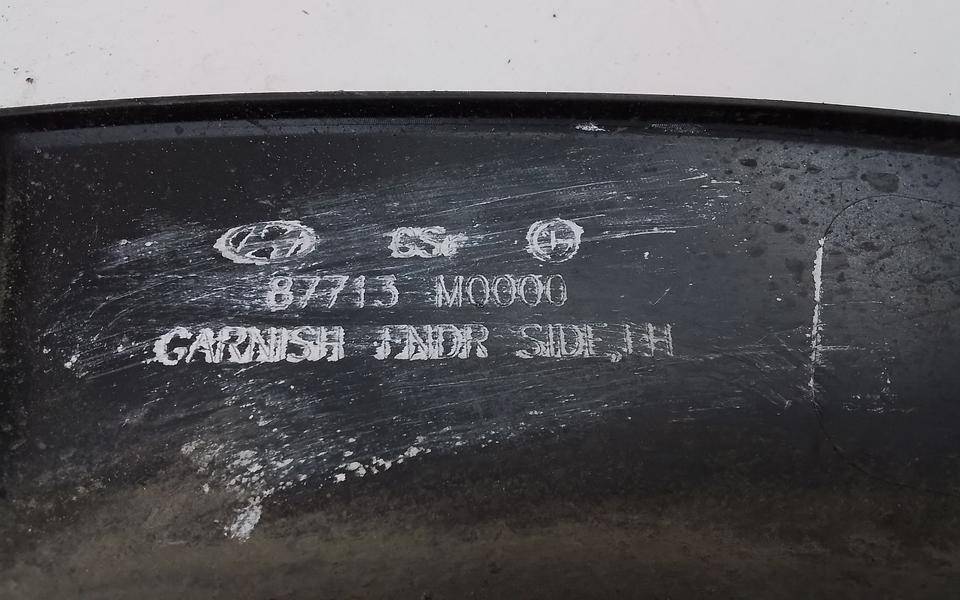 87713 M0000
GARNISH FNDR SIDE,LH